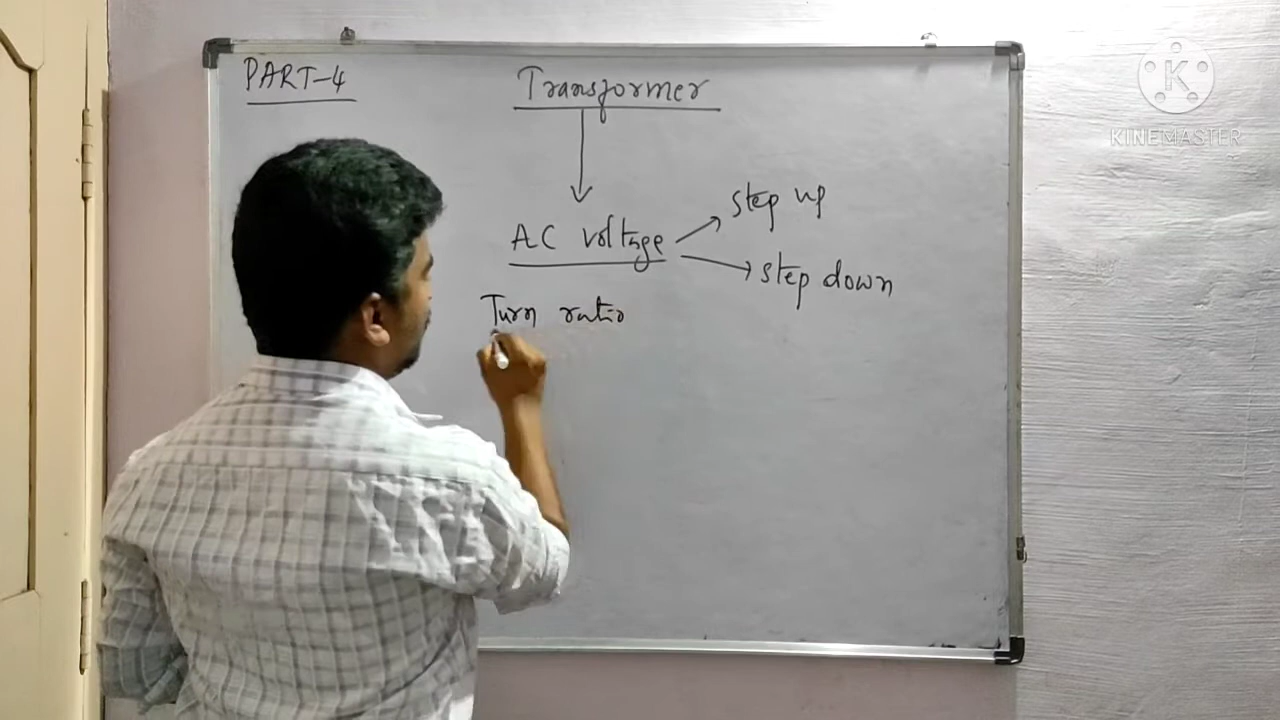 PART-4
Transformer
AC voltage
step up
step down
Turn ratio
KINEMASTER